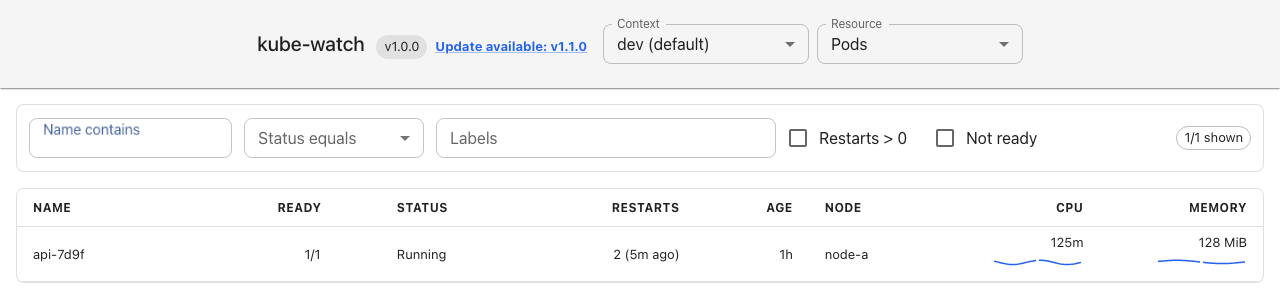 Context
Resource
kube-watch v1.0.0 Update available: v1.1.0 dev (default) Pods
Name contains Status equals Labels Restarts > 0 Not ready 1/1 shown
NAME READY STATUS RESTARTS AGE NODE CPU MEMORY
api-7d9f 1/1 Running 2 (5m ago) 1h node-a 125m 128 MiB